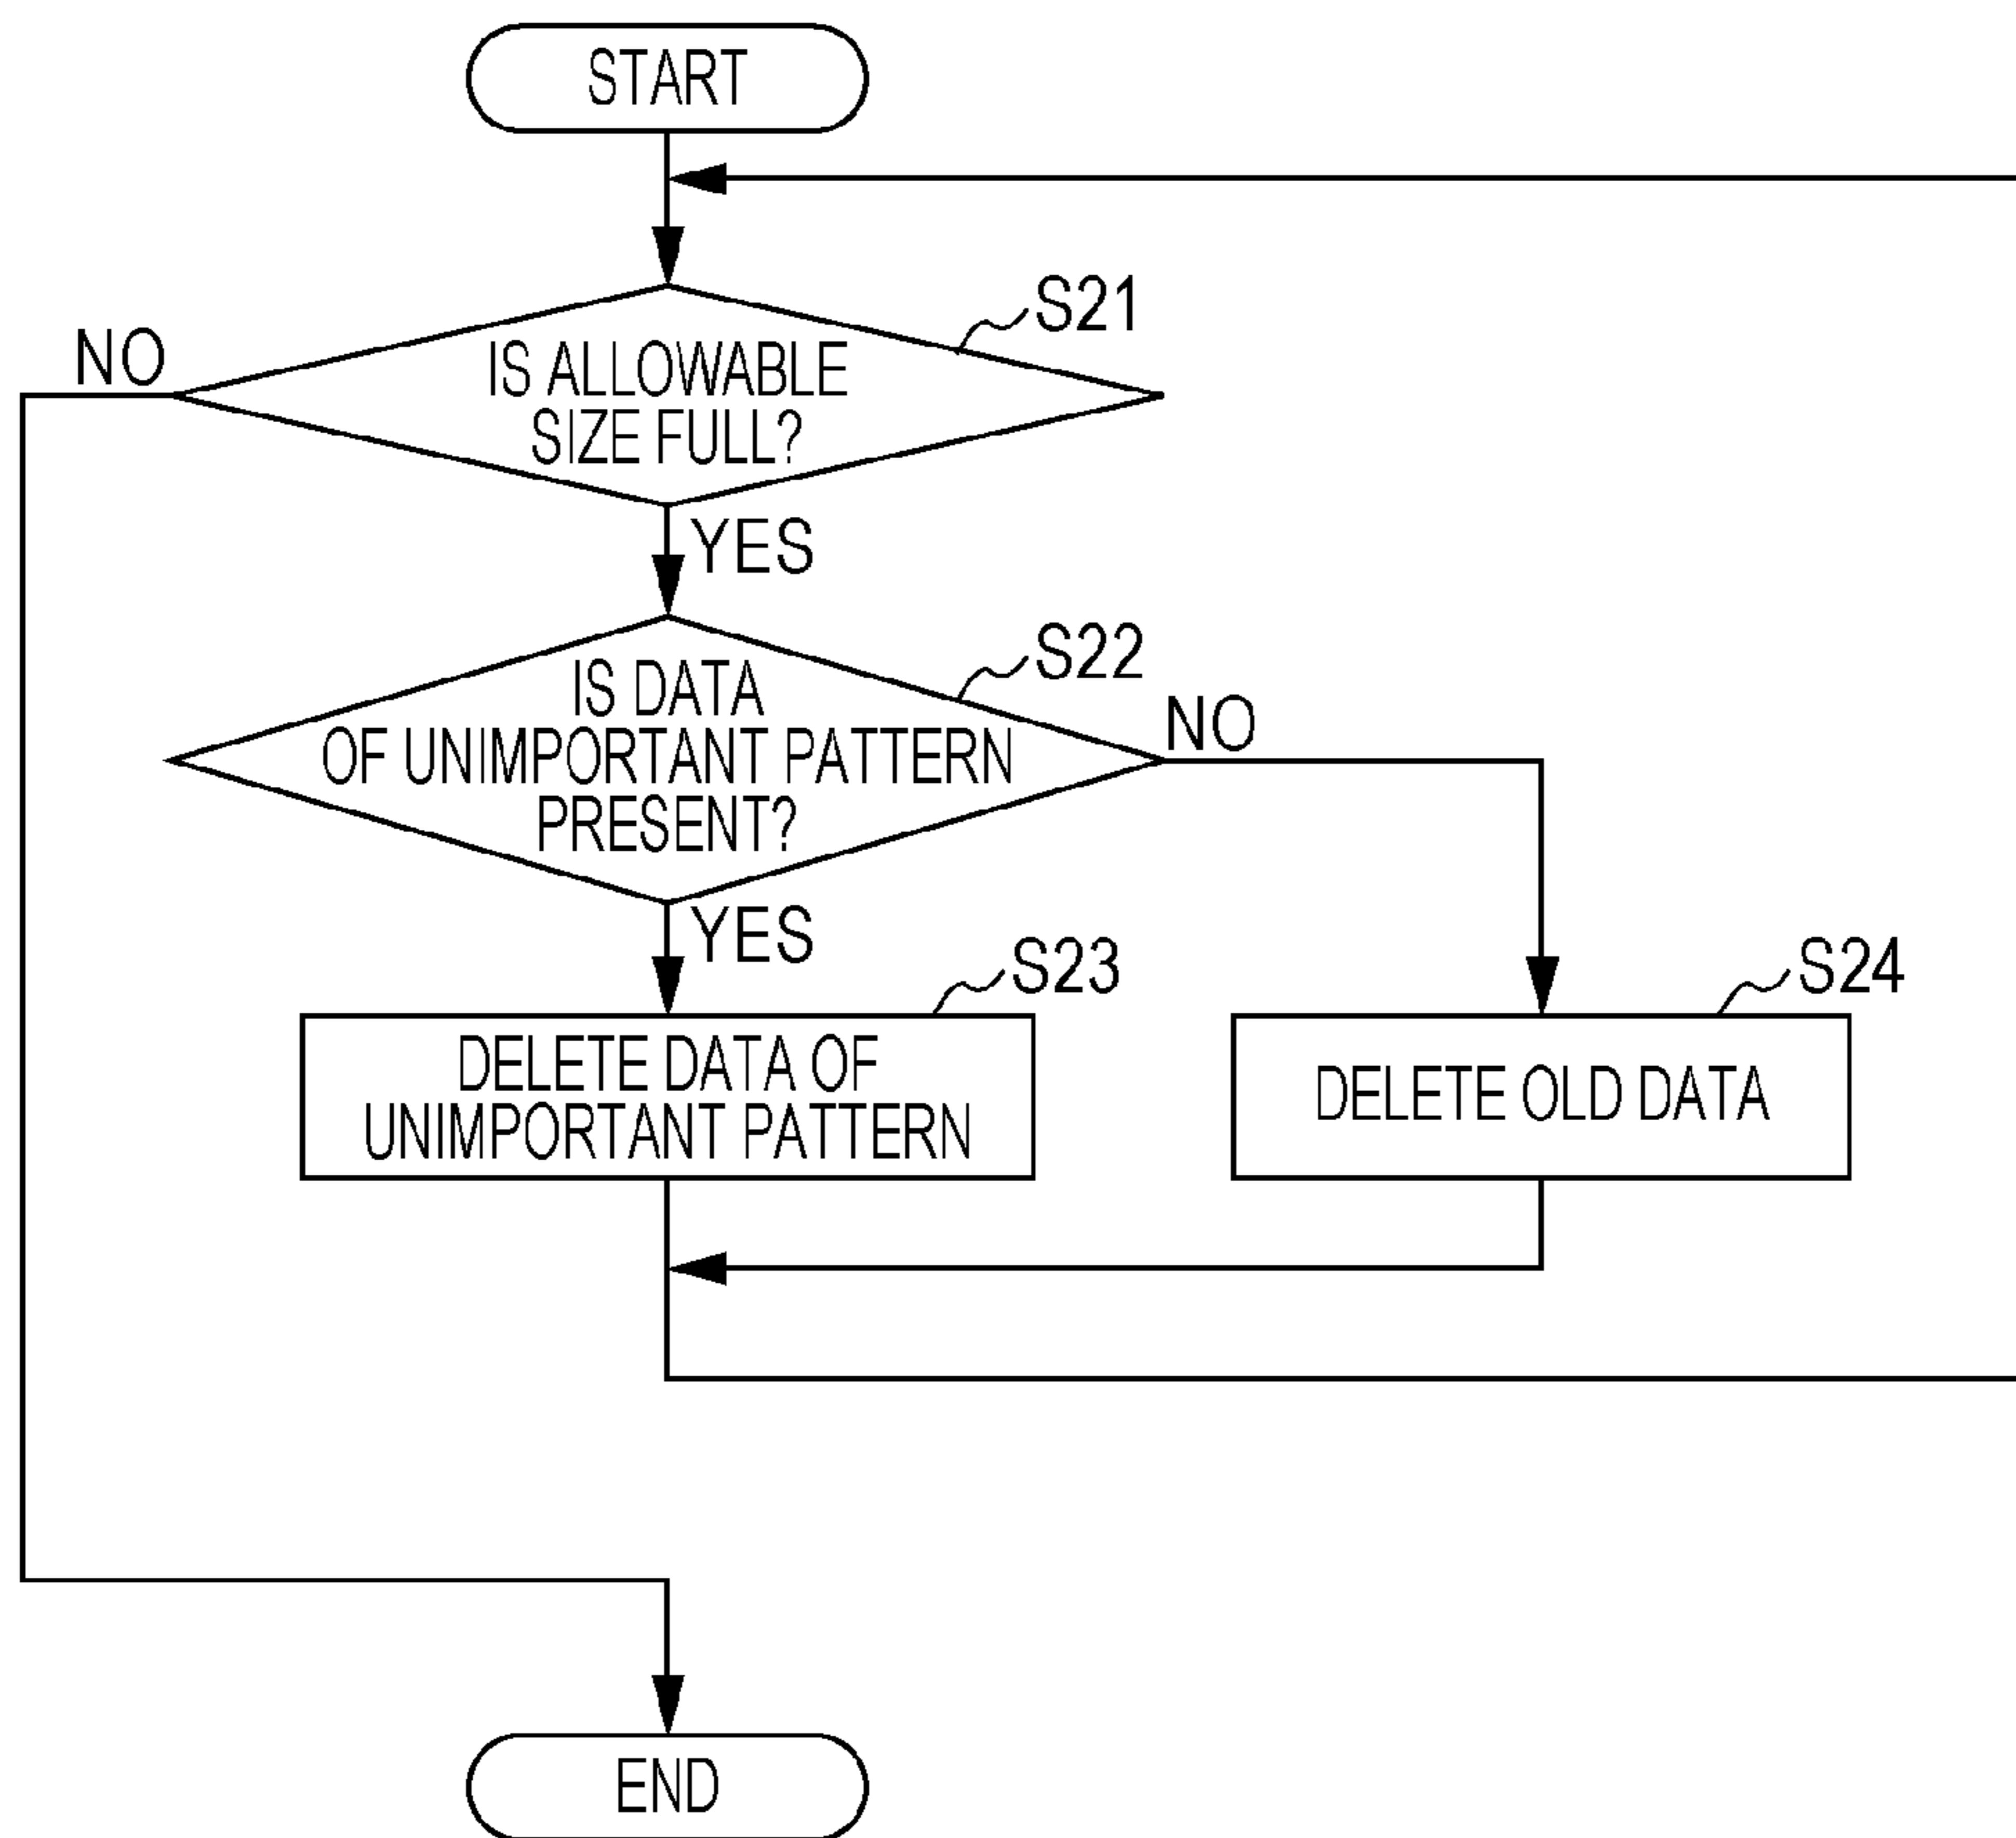 START
S21
NO
IS ALLOWABLE
SIZE FULL?
YES
S22
IS DATA
OF UNIMPORTANT PATTERN
PRESENT?
NO
YES
S23
S24
DELETE DATA OF
UNIMPORTANT PATTERN
DELETE OLD DATA
END